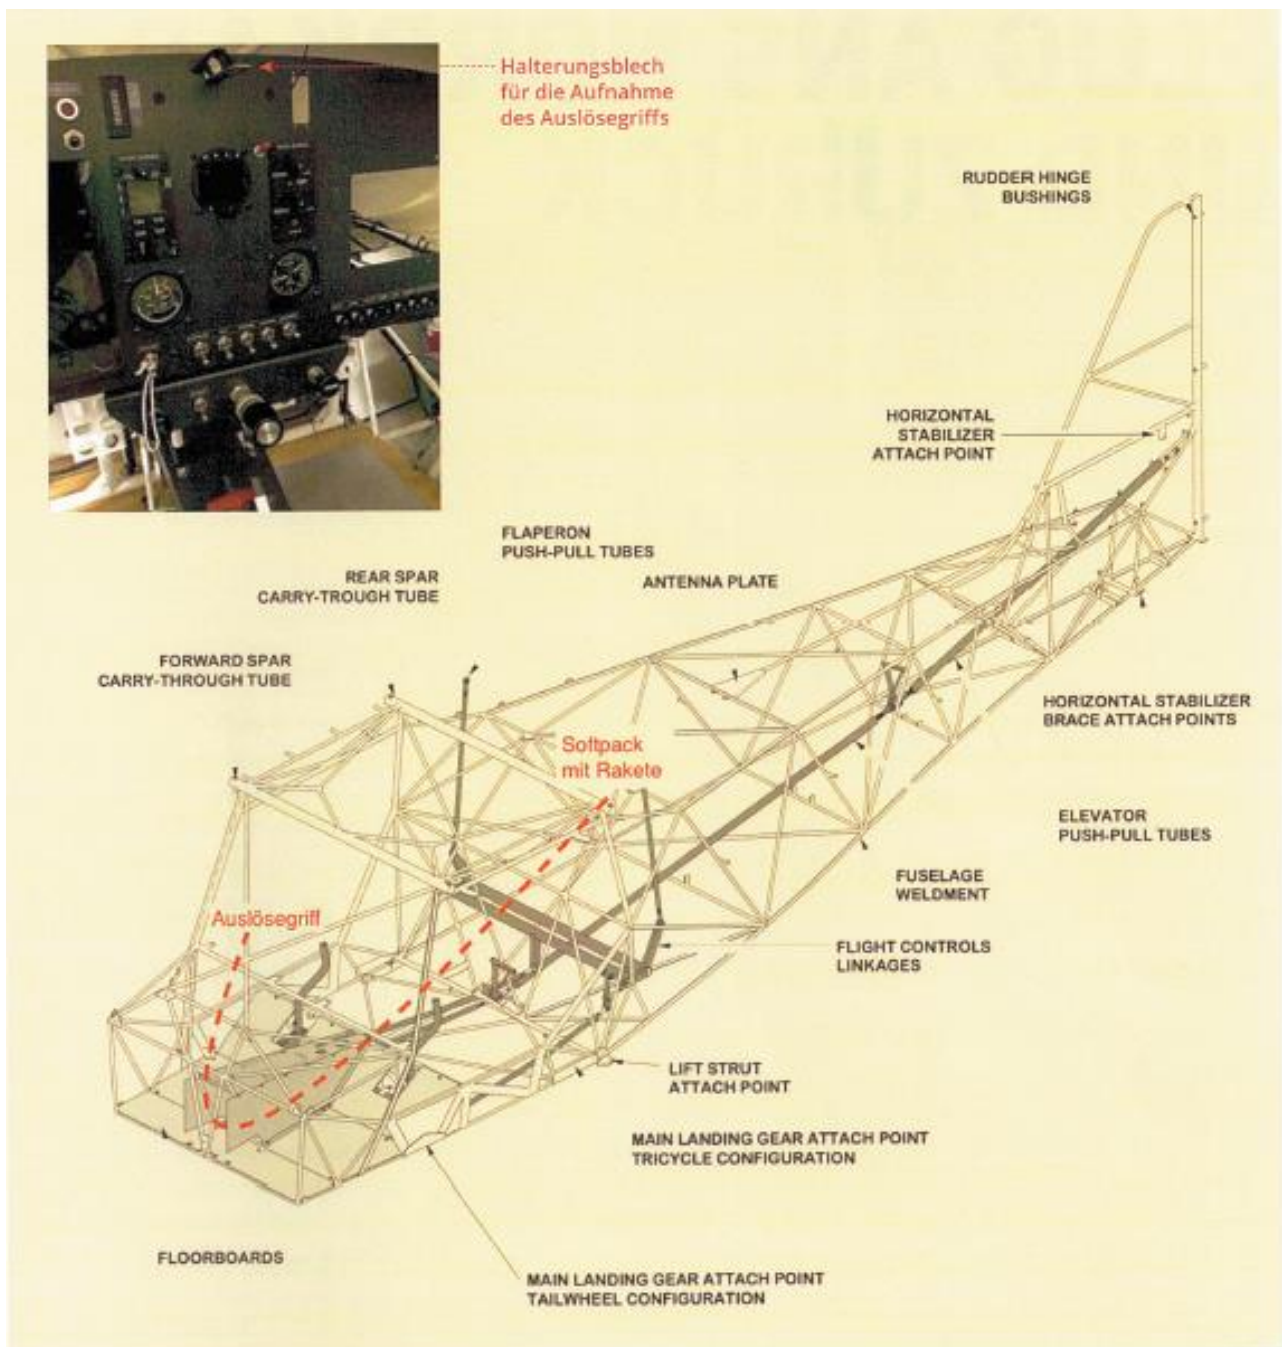 Halterungsblech
für die Aufnahme
des Auslösegriffs
RUDDER HINGE
BUSHINGS
HORIZONTAL
STABILIZER
ATTACH POINT
FLAPERON
PUSH-PULL TUBES
REAR SPAR
CARRY-TROUGH TUBE
ANTENNA PLATE
FORWARD SPAR
CARRY-THROUGH TUBE
HORIZONTAL STABILIZER
BRACE ATTACH POINTS
Softpack
mit Rakete
ELEVATOR
PUSH-PULL TUBES
FUSELAGE
WELDMENT
Auslösegriff
FLIGHT CONTROLS
LINKAGES
LIFT STRUT
ATTACH POINT
MAIN LANDING GEAR ATTACH POINT
TRICYCLE CONFIGURATION
FLOORBOARDS
MAIN LANDING GEAR ATTACH POINT
TAILWHEEL CONFIGURATION